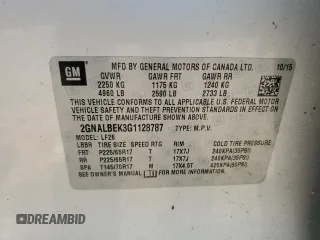 GM
MFD BY GENERAL MOTORS OF CANADA LTD. 10/15
GVWR GAWR FRT GAWR RR
2250 KG 1175 KG 1240 KG
4960 LB 2590 LB 2733 LB
THIS VEHICLE CONFORMS TO ALL APPLICABLE U.S. FEDERAL MOTOR
VEHICLE SAFETY, BUMPER, AND
THEFT PREVENTION STANDARDS IN EFFECT ON THE
DATE OF MANUFACTURE SHOWN ABOVE.
2GNALBEK3G1128787 TYPE: M.P.V.
MODEL: LF26
LBBR TIRE SIZE SPEED RTG RIM COLD TIRE PRESSURE
FRT P225/65R17 T 17X7J 240KPA(35PSI)
RR P225/65R17 T 17X7J 240KPA(35PSI)
SPA T145/70R17 M 17X4.5T 420KPA(60PSI)
SEE OWNER'S MANUAL FOR MORE INFORMATION.
AUTOBIDMASTER